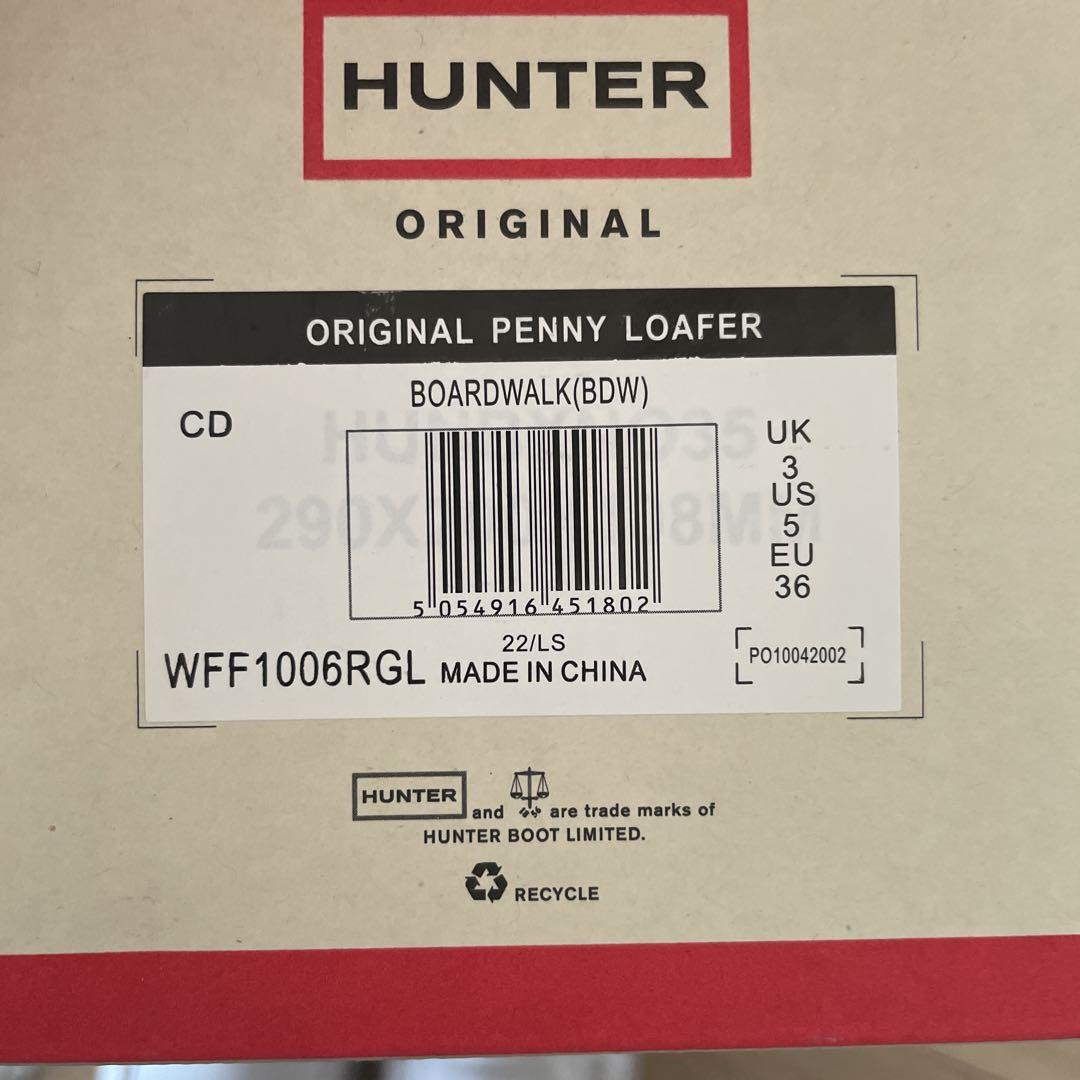 HUNTER
ORIGINAL
ORIGINAL PENNY LOAFER
BOARDWALK(BDW)
CD
UK
3
US
5
EU
36
5 054916 451802
22/LS
WFF1006RGL MADE IN CHINA
PO10042002
HUNTER and are trade marks of
HUNTER BOOT LIMITED.
RECYCLE